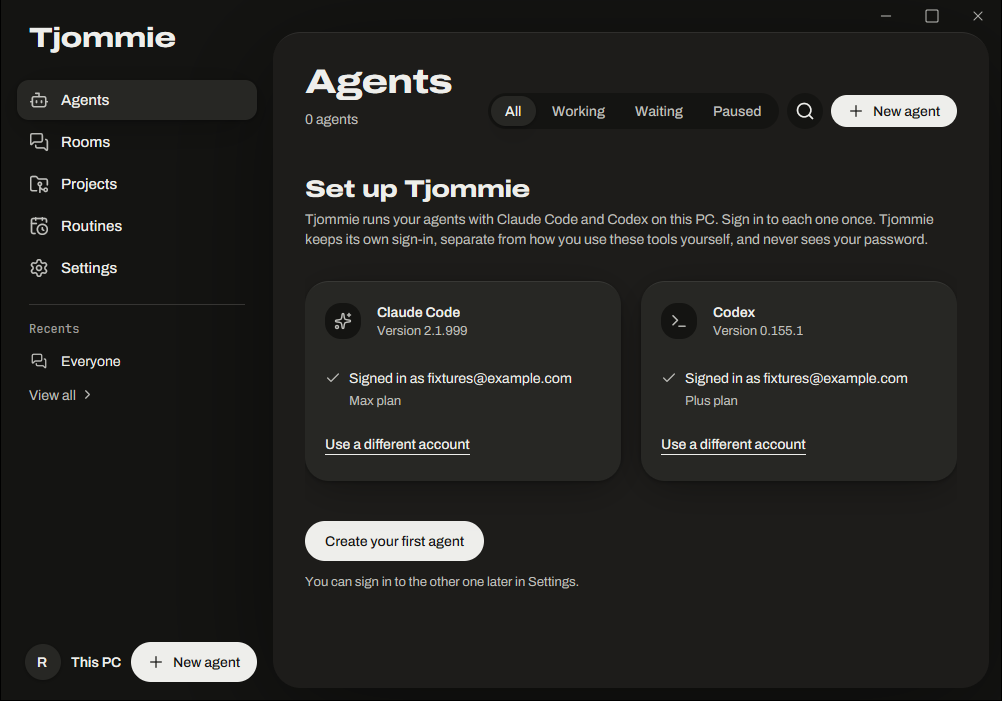 Tjommie
Agents
Rooms
Projects
Routines
Settings
Recents
Everyone
View all
R
This PC
New agent
Agents
0 agents
All
Working
Waiting
Paused
New agent
Set up Tjommie
Tjommie runs your agents with Claude Code and Codex on this PC. Sign in to each one once. Tjommie
keeps its own sign-in, separate from how you use these tools yourself, and never sees your password.
Claude Code
Version 2.1.999
Signed in as fixtures@example.com
Max plan
Use a different account
Codex
Version 0.155.1
Signed in as fixtures@example.com
Plus plan
Use a different account
Create your first agent
You can sign in to the other one later in Settings.